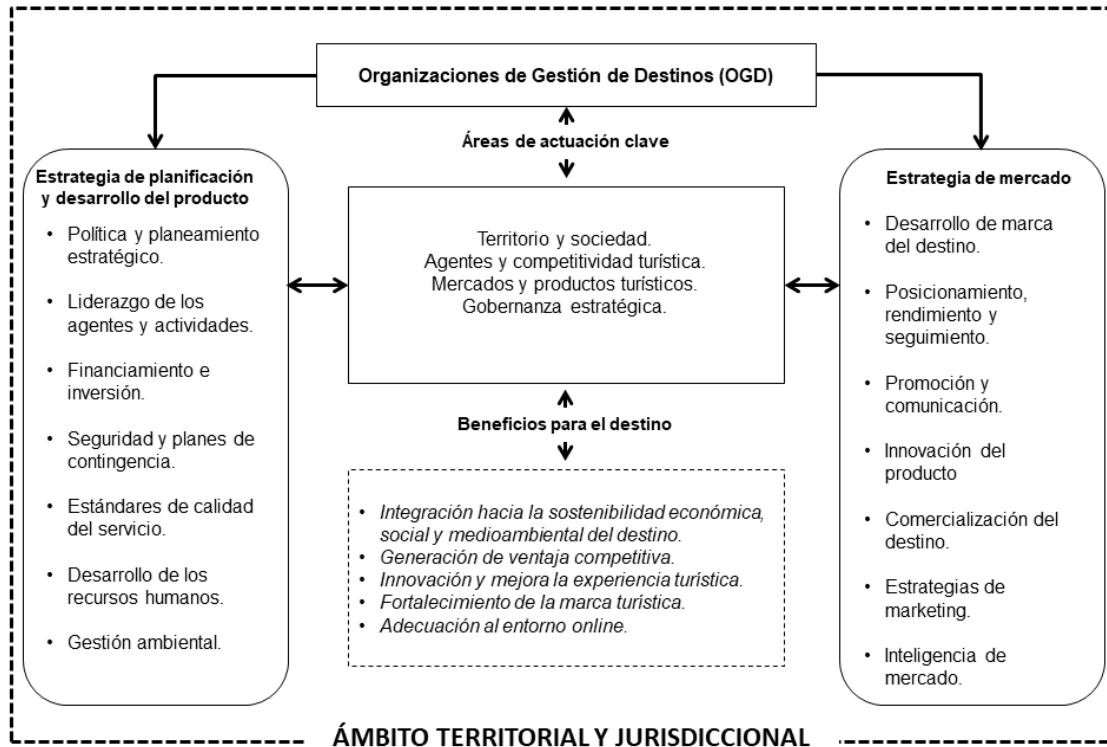 Organizaciones de Gestión de Destinos (OGD)
Áreas de actuación clave
Estrategia de planificación
y desarrollo del producto
• Política y planeamiento
estratégico.
• Liderazgo de los
agentes y actividades.
• Financiamiento e
inversión.
• Seguridad y planes de
contingencia.
• Estándares de calidad
del servicio.
• Desarrollo de los
recursos humanos.
• Gestión ambiental.
Territorio y sociedad.
Agentes y competitividad turística.
Mercados y productos turísticos.
Gobernanza estratégica.
Beneficios para el destino
• Integración hacia la sostenibilidad económica,
social y medioambiental del destino.
• Generación de ventaja competitiva.
• Innovación y mejora la experiencia turística.
• Fortalecimiento de la marca turística.
• Adecuación al entorno online.
Estrategia de mercado
• Desarrollo de marca
del destino.
• Posicionamiento,
rendimiento y
seguimiento.
• Promoción y
comunicación.
• Innovación del
producto
• Comercialización del
destino.
• Estrategias de
marketing.
• Inteligencia de
mercado.
ÁMBITO TERRITORIAL Y JURISDICCIONAL